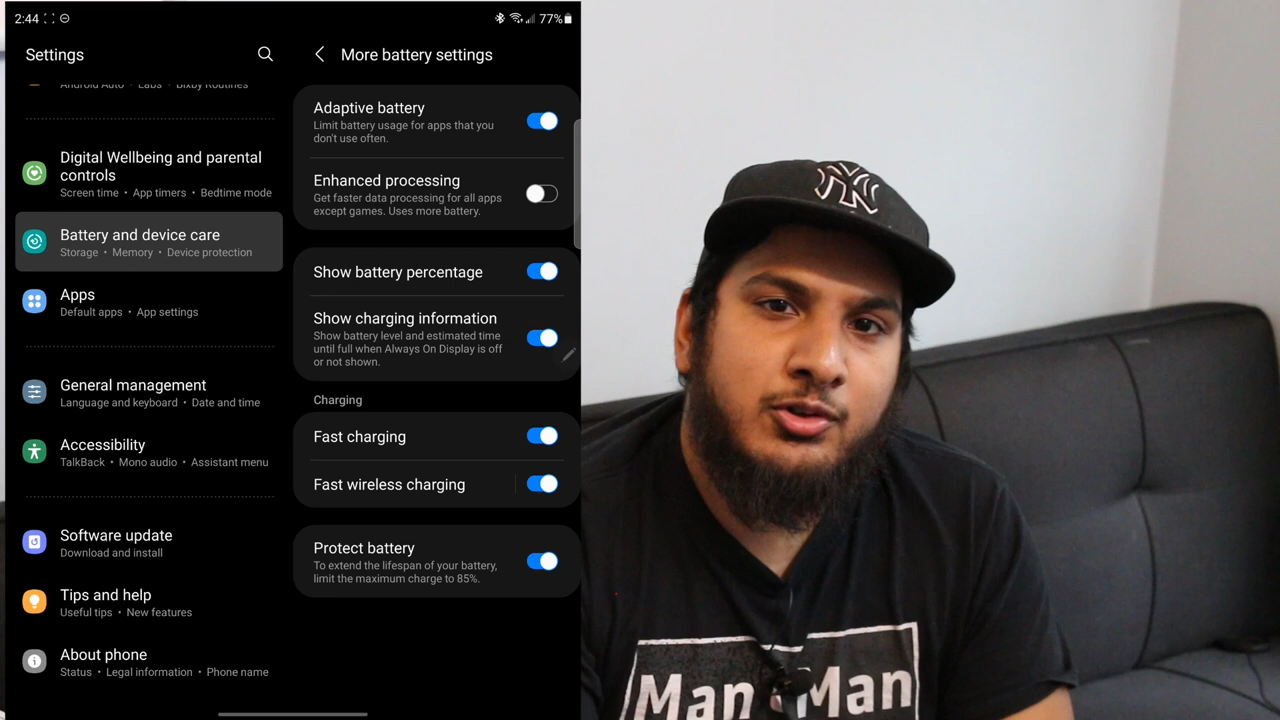 2:44
77%
Settings
Android Auto • Labs • Bixby Routines
Digital Wellbeing and parental
controls
Screen time • App timers • Bedtime mode
Battery and device care
Storage • Memory • Device protection
Apps
Default apps • App settings
General management
Language and keyboard • Date and time
Accessibility
TalkBack • Mono audio • Assistant menu
Software update
Download and install
Tips and help
Useful tips • New features
About phone
Status • Legal information • Phone name
More battery settings
Adaptive battery
Limit battery usage for apps that you
don't use often.
Enhanced processing
Get faster data processing for all apps
except games. Uses more battery.
Show battery percentage
Show charging information
Show battery level and estimated time
until full when Always On Display is off
or not shown.
Charging
Fast charging
Fast wireless charging
Protect battery
To extend the lifespan of your battery,
limit the maximum charge to 85%.
NY
Man Man